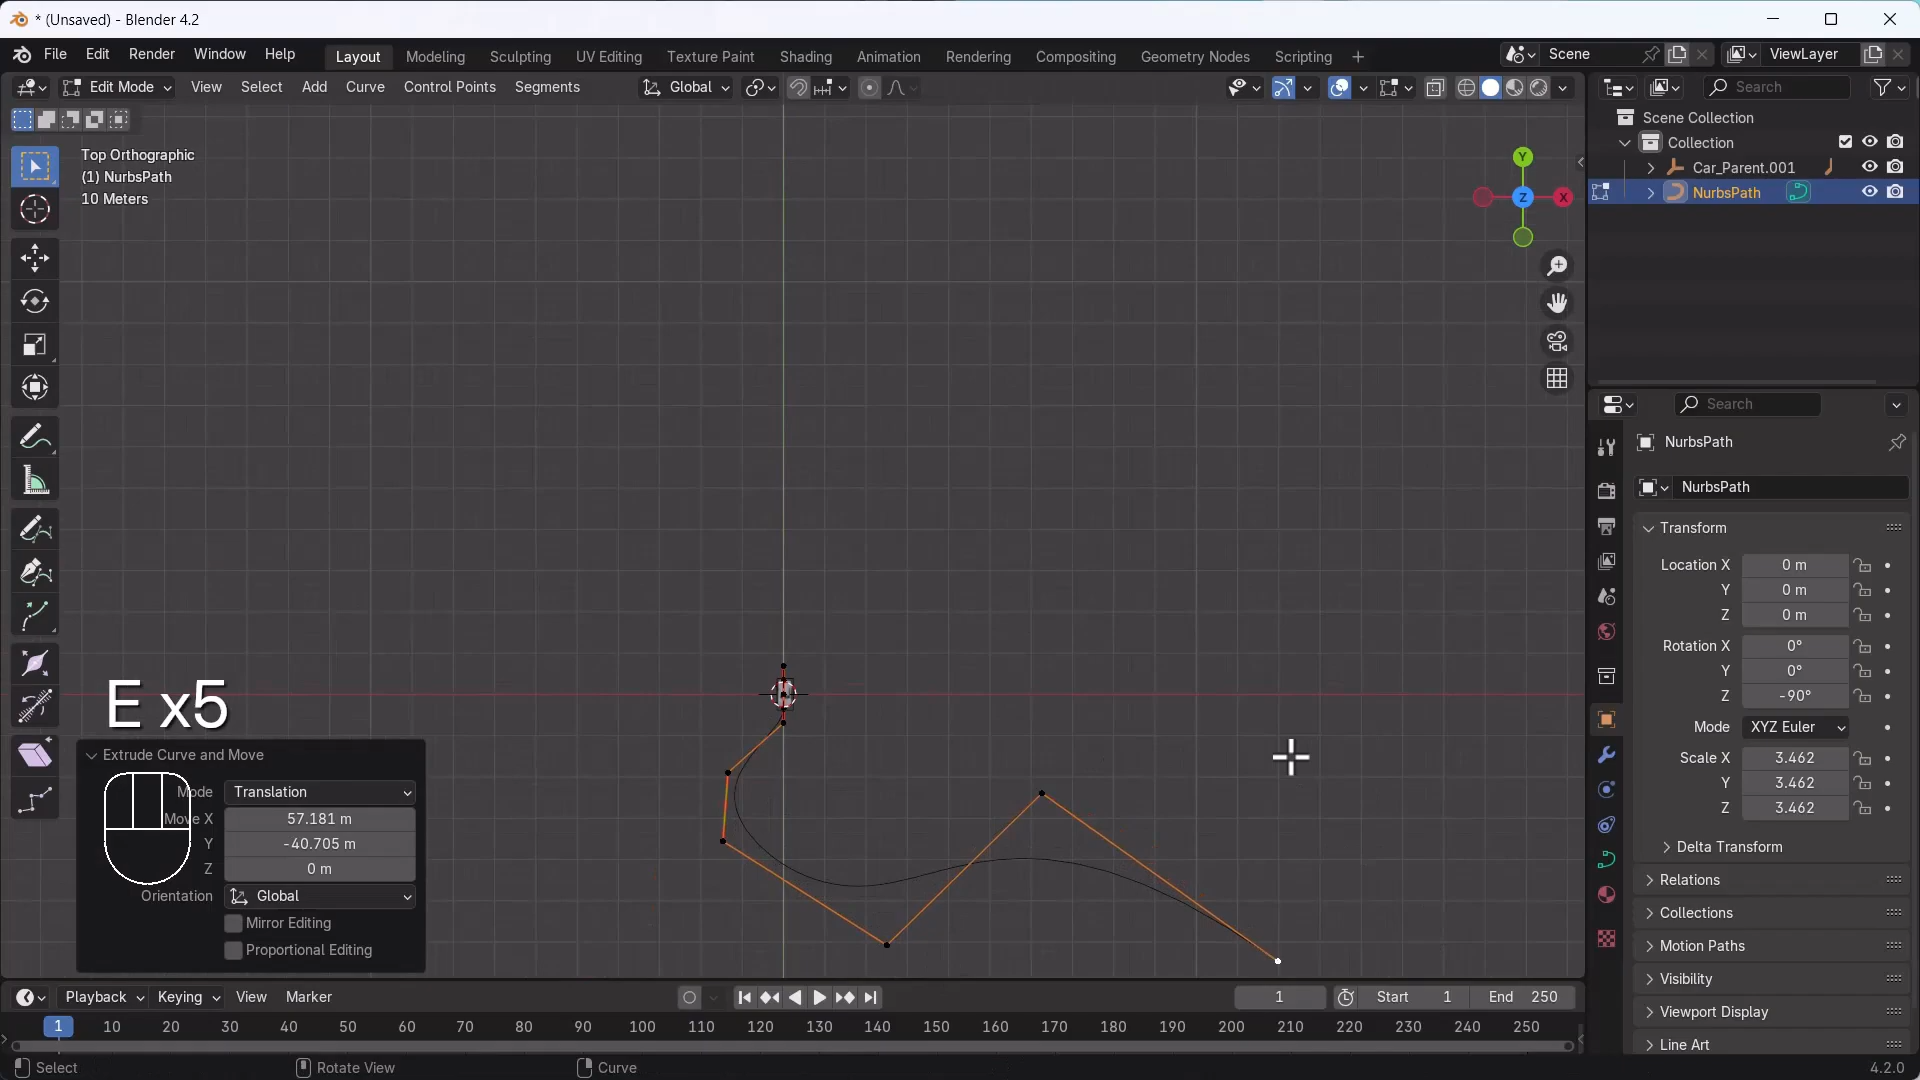 * (Unsaved) - Blender 4.2
File Edit Render Window Help Layout Modeling Sculpting UV Editing Texture Paint Shading Animation Rendering Compositing Geometry Nodes Scripting + Scene ViewLayer
Edit Mode View Select Add Curve Control Points Segments Global Search
Top Orthographic
(1) NurbsPath
10 Meters
Y
X
Z
Scene Collection
Collection
Car_Parent.001
NurbsPath
Search
NurbsPath
NurbsPath
Transform
Location X 0 m
Y 0 m
Z 0 m
Rotation X 0°
Y 0°
Z -90°
Mode XYZ Euler
Scale X 3.462
Y 3.462
Z 3.462
Delta Transform
Relations
Collections
Motion Paths
Visibility
Viewport Display
Line Art
E x5
Extrude Curve and Move
Mode Translation
Move X 57.181 m
Y -40.705 m
Z 0 m
Orientation Global
Mirror Editing
Proportional Editing
Playback Keying View Marker 1 Start 1 End 250
1 10 20 30 40 50 60 70 80 90 100 110 120 130 140 150 160 170 180 190 200 210 220 230 240 250
Select Rotate View Curve 4.2.0